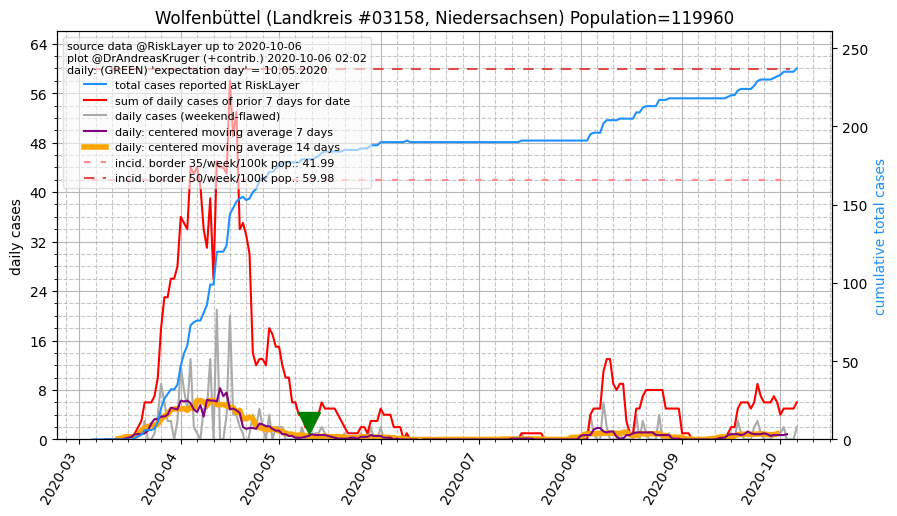 Wolfenbüttel (Landkreis #03158, Niedersachsen) Population=119960
source data @RiskLayer up to 2020-10-06
plot @DrAndreasKruger (+contrib.) 2020-10-06 02:02
daily: (GREEN) 'expectation day' = 10.05.2020
total cases reported at RiskLayer
sum of daily cases of prior 7 days for date
daily cases (weekend-flawed)
daily: centered moving average 7 days
daily: centered moving average 14 days
incid. border 35/week/100k pop.: 41.99
incid. border 50/week/100k pop.: 59.98
daily cases
64
56
48
40
32
24
16
8
0
cumulative total cases
250
200
150
100
50
0
2020-03
2020-04
2020-05
2020-06
2020-07
2020-08
2020-09
2020-10